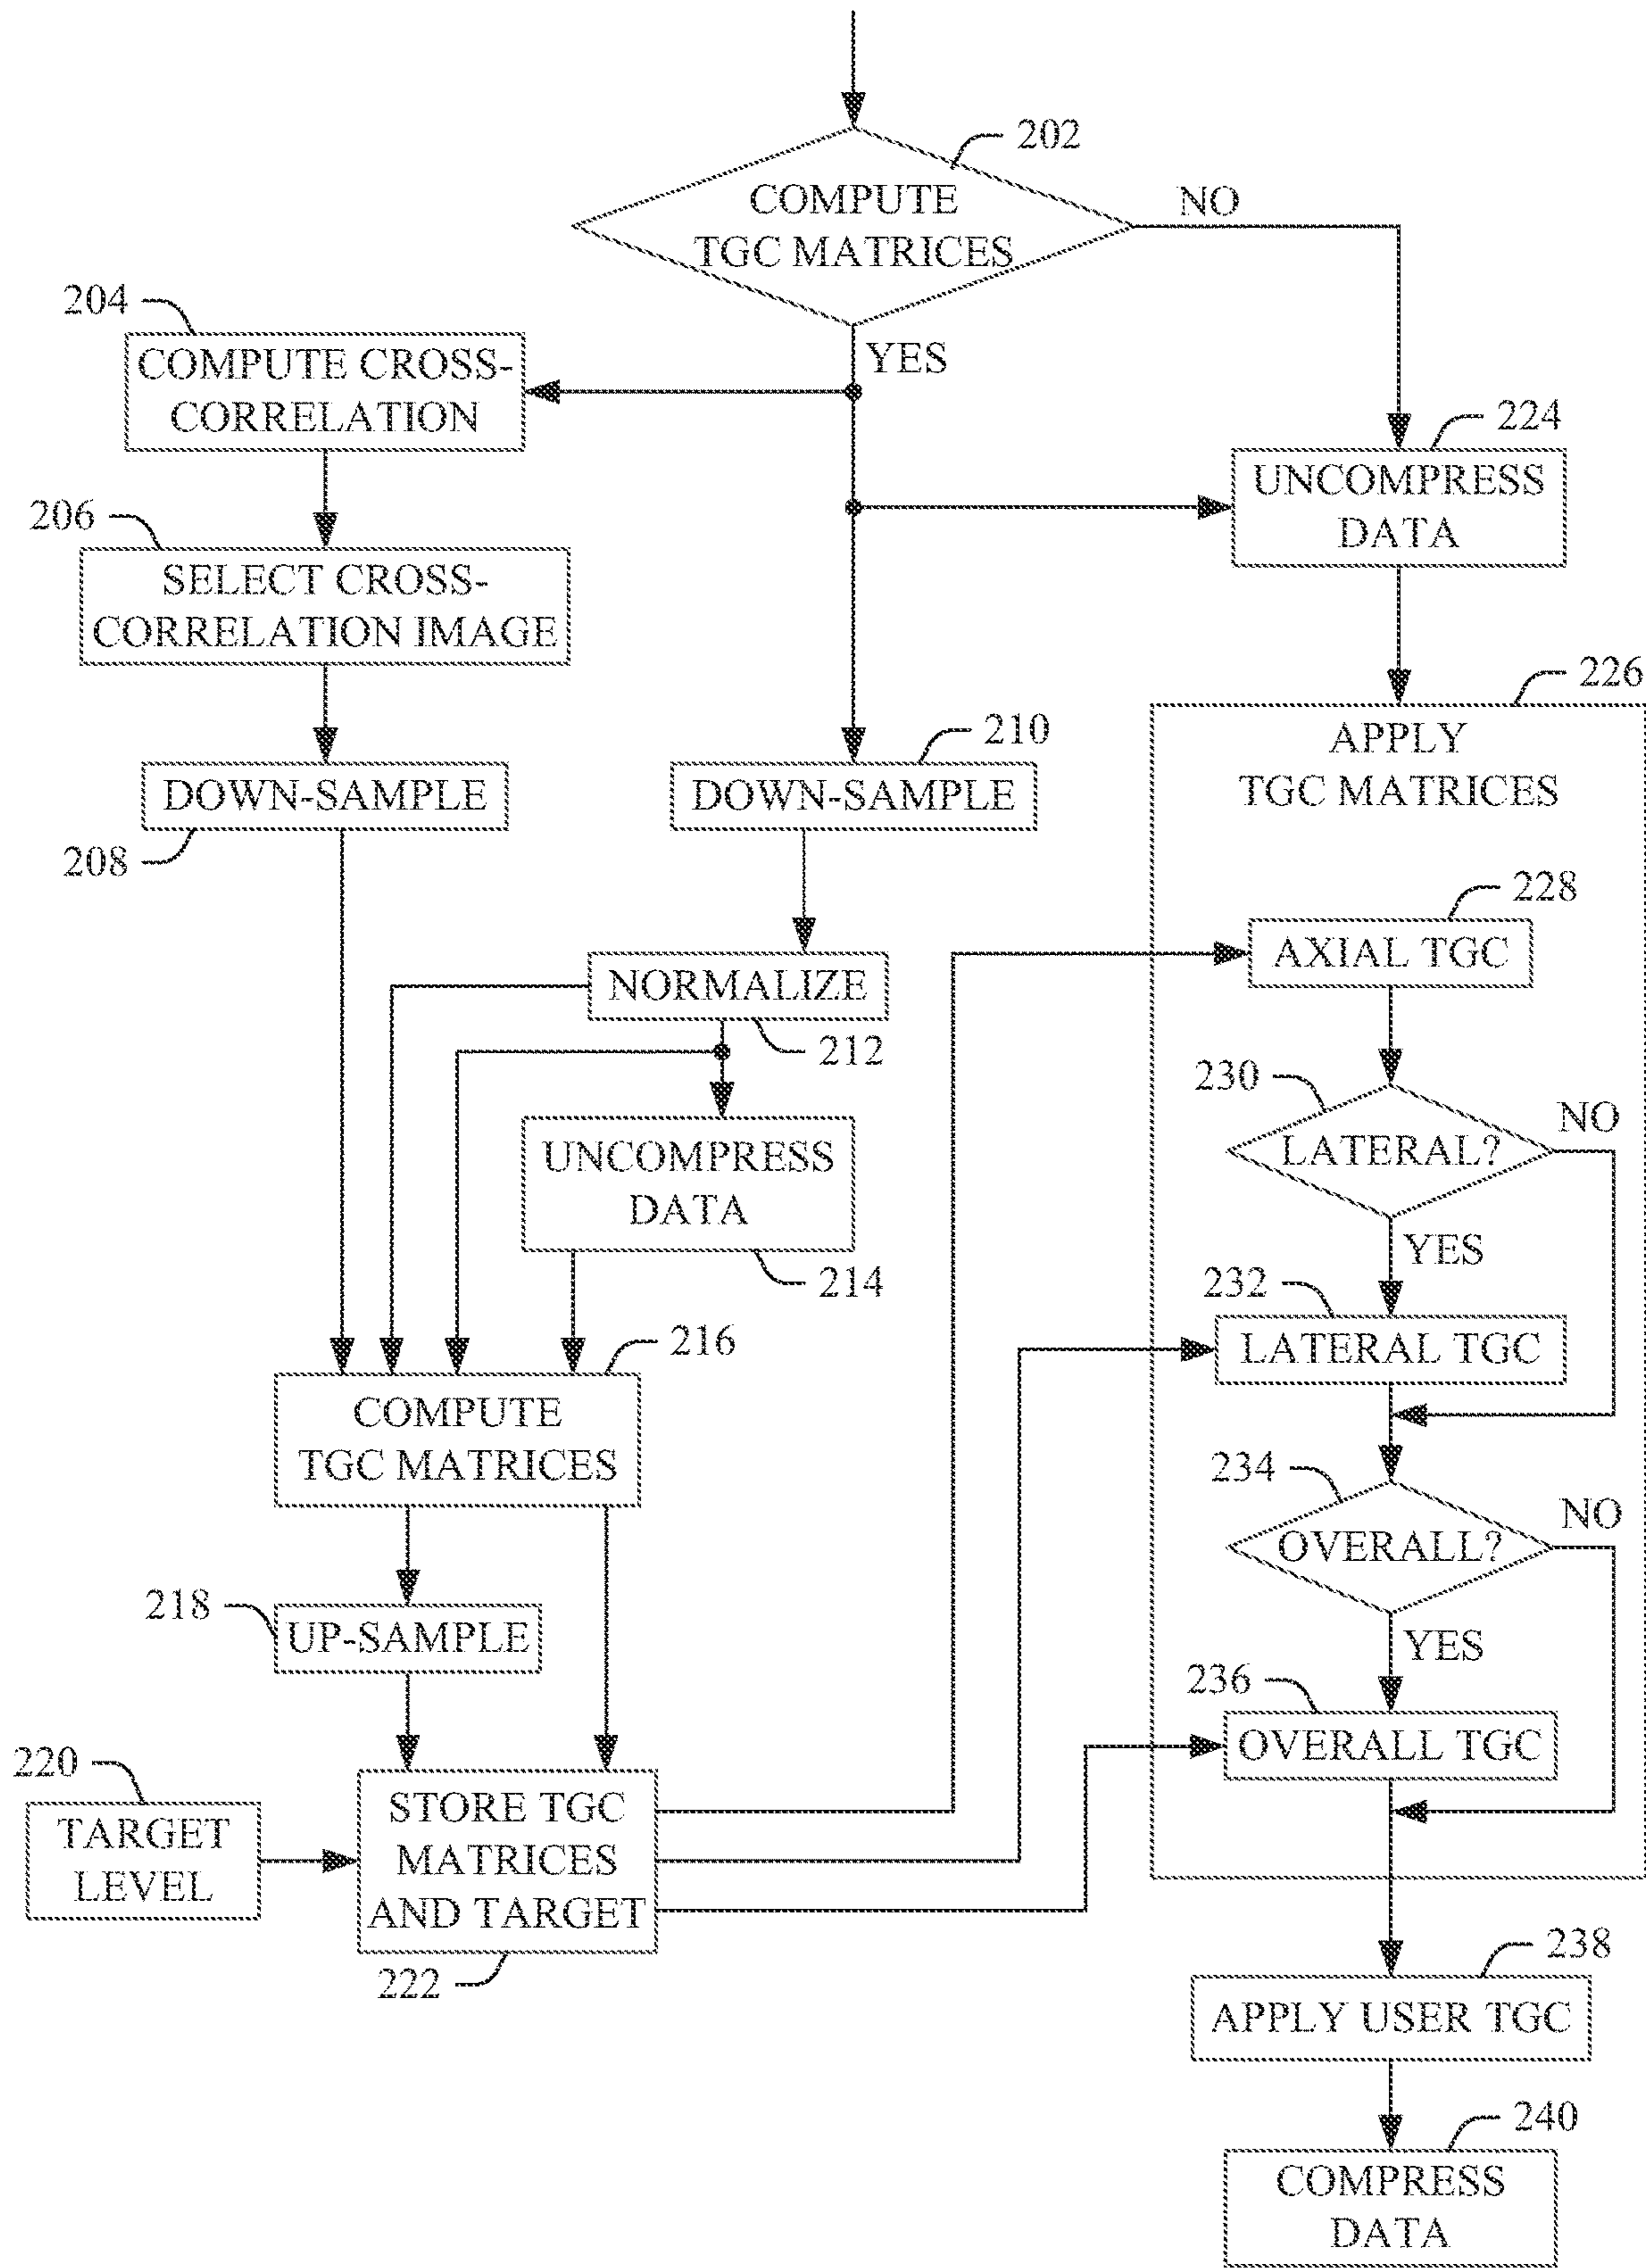 202
COMPUTE
TGC MATRICES
NO
YES
204
COMPUTE CROSS-
CORRELATION
224
UNCOMPRESS
DATA
206
SELECT CROSS-
CORRELATION IMAGE
226
APPLY
TGC MATRICES
210
DOWN-SAMPLE
DOWN-SAMPLE
208
228
AXIAL TGC
NORMALIZE
212
230
LATERAL?
NO
YES
UNCOMPRESS
DATA
214
232
LATERAL TGC
216
COMPUTE
TGC MATRICES
234
OVERALL?
NO
YES
218
UP-SAMPLE
236
OVERALL TGC
220
TARGET
LEVEL
STORE TGC
MATRICES
AND TARGET
222
238
APPLY USER TGC
240
COMPRESS
DATA